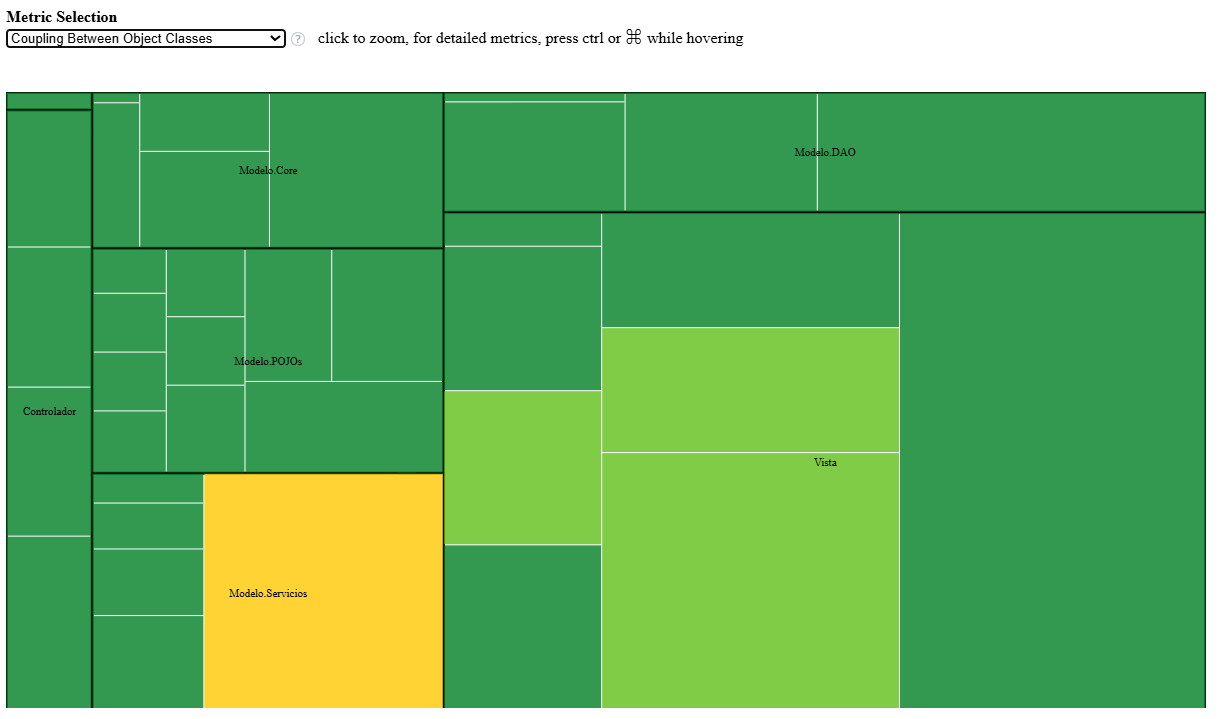 Metric Selection
Coupling Between Object Classes ? click to zoom, for detailed metrics, press ctrl or ⌘ while hovering
Modelo.DAO
Modelo.Core
Modelo.POJOs
Controlador
Vista
Modelo.Servicios